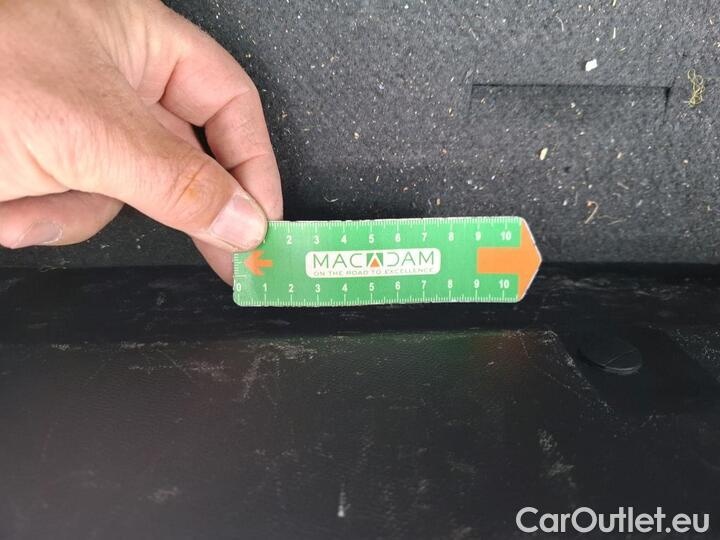 2 3 4 5 6 7 8 9 10
MACADAM
ON THE ROAD TO EXCELLENCE
0 1 2 3 4 5 6 7 8 9 10
CarOutlet.eu